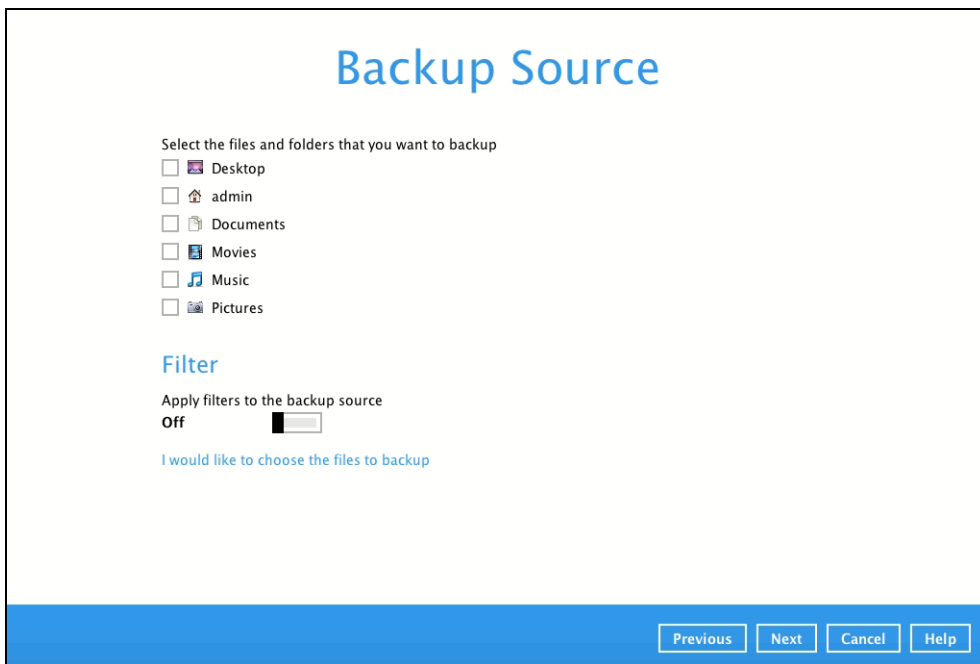 Backup Source
Select the files and folders that you want to backup
Desktop
admin
Documents
Movies
Music
Pictures
Filter
Apply filters to the backup source
Off
I would like to choose the files to backup
Previous Next Cancel Help